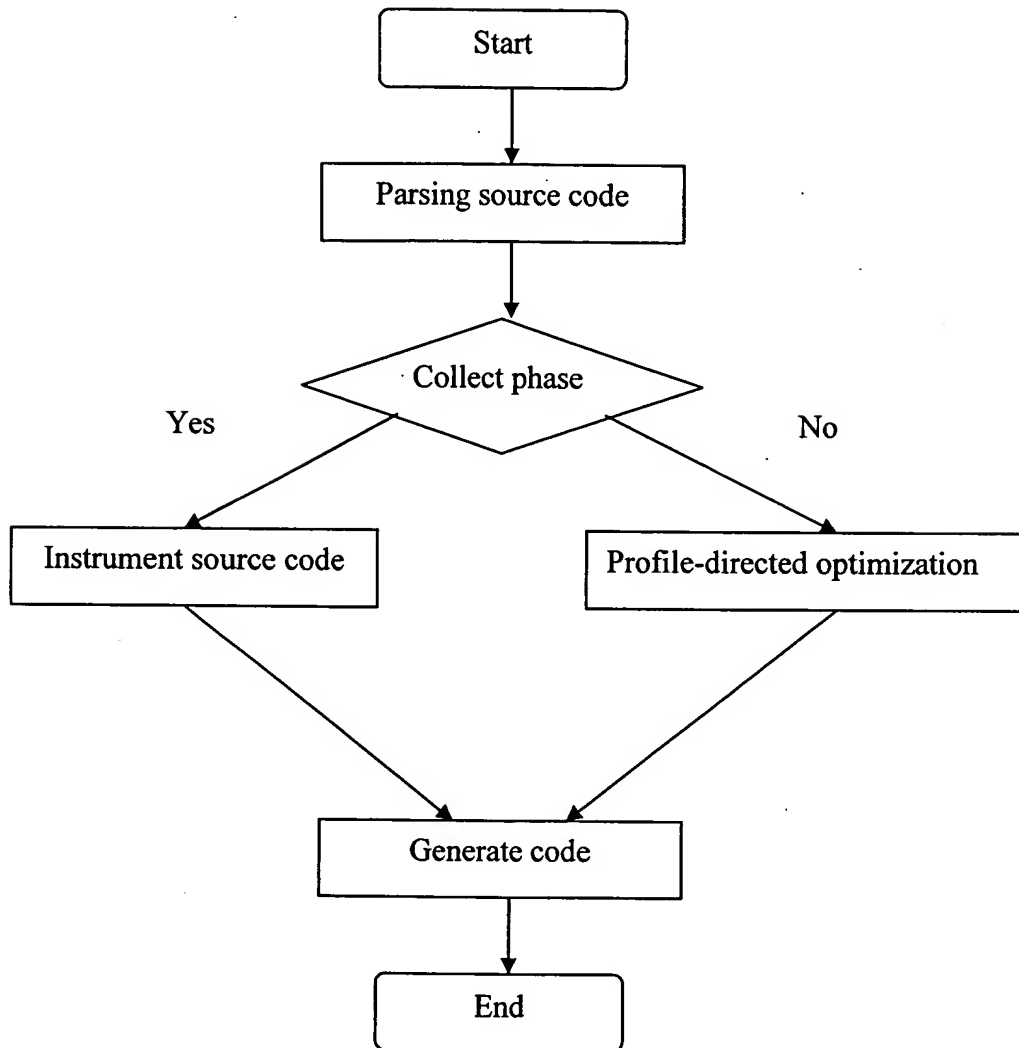 Start
Parsing source code
Collect phase
Yes
No
Instrument source code
Profile-directed optimization
Generate code
End